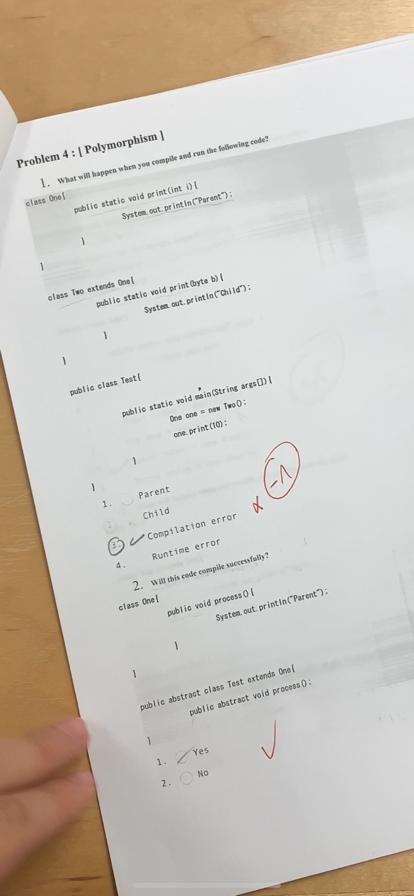 Problem 4 : [ Polymorphism ]
1. What will happen when you compile and run the following code?
class One{
public static void print(int i){
System.out.println("Parent");
}
}
class Two extends One{
public static void print(byte b){
System.out.println("Child");
}
}
public class Test{
public static void main(String args[]){
One one = new Two();
one.print(10);
}
}
1. Parent
Child
3. Compilation error
4. Runtime error
-1
2. Will this code compile successfully?
class One{
public void process(){
System.out.println("Parent");
}
}
public abstract class Test extends One{
public abstract void process();
}
1. Yes
2. No